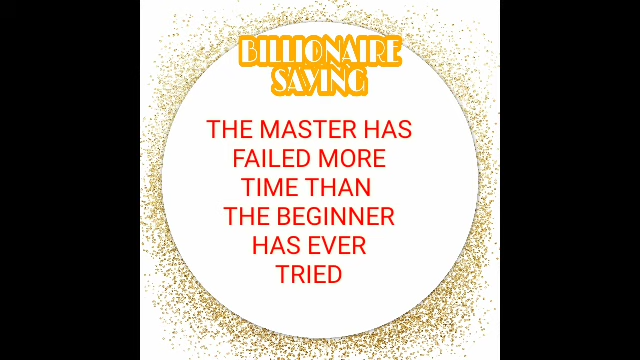 BILLIONAIRE
SAYING
THE MASTER HAS
FAILED MORE
TIME THAN
THE BEGINNER
HAS EVER
TRIED